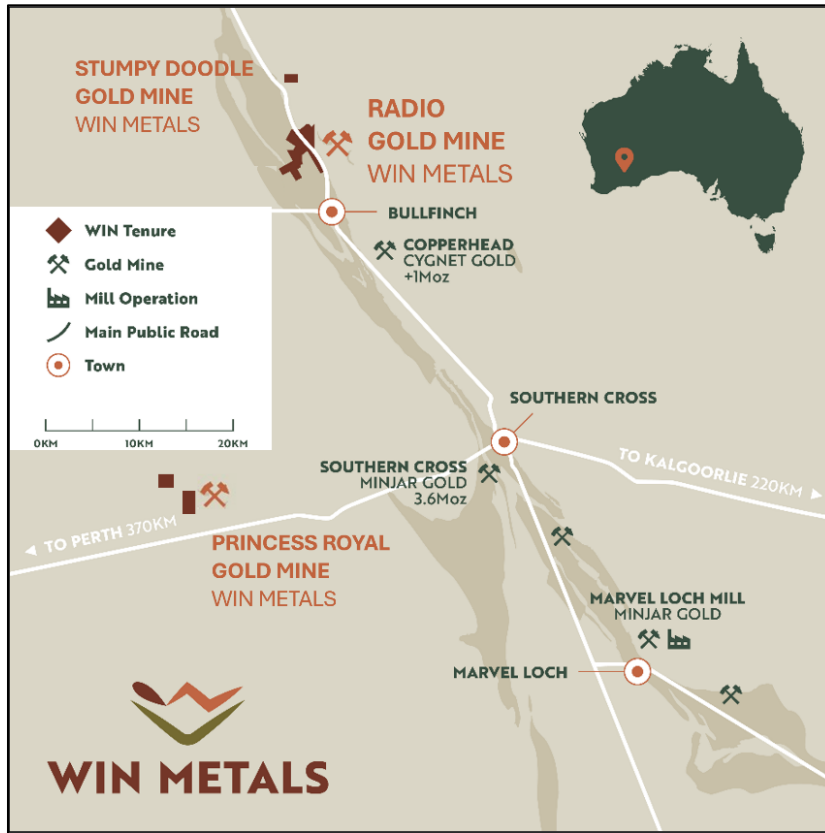 STUMPY DOODLE
GOLD MINE
WIN METALS
RADIO
GOLD MINE
WIN METALS
BULLFINCH
COPPERHEAD
CYGNET GOLD
+1Moz
WIN Tenure
Gold Mine
Mill Operation
Main Public Road
Town
0KM 10KM 20KM
SOUTHERN CROSS
SOUTHERN CROSS
MINJAR GOLD
3.6Moz
TO KALGOORLIE 220KM
TO PERTH 370KM
PRINCESS ROYAL
GOLD MINE
WIN METALS
MARVEL LOCH MILL
MINJAR GOLD
MARVEL LOCH
WIN METALS